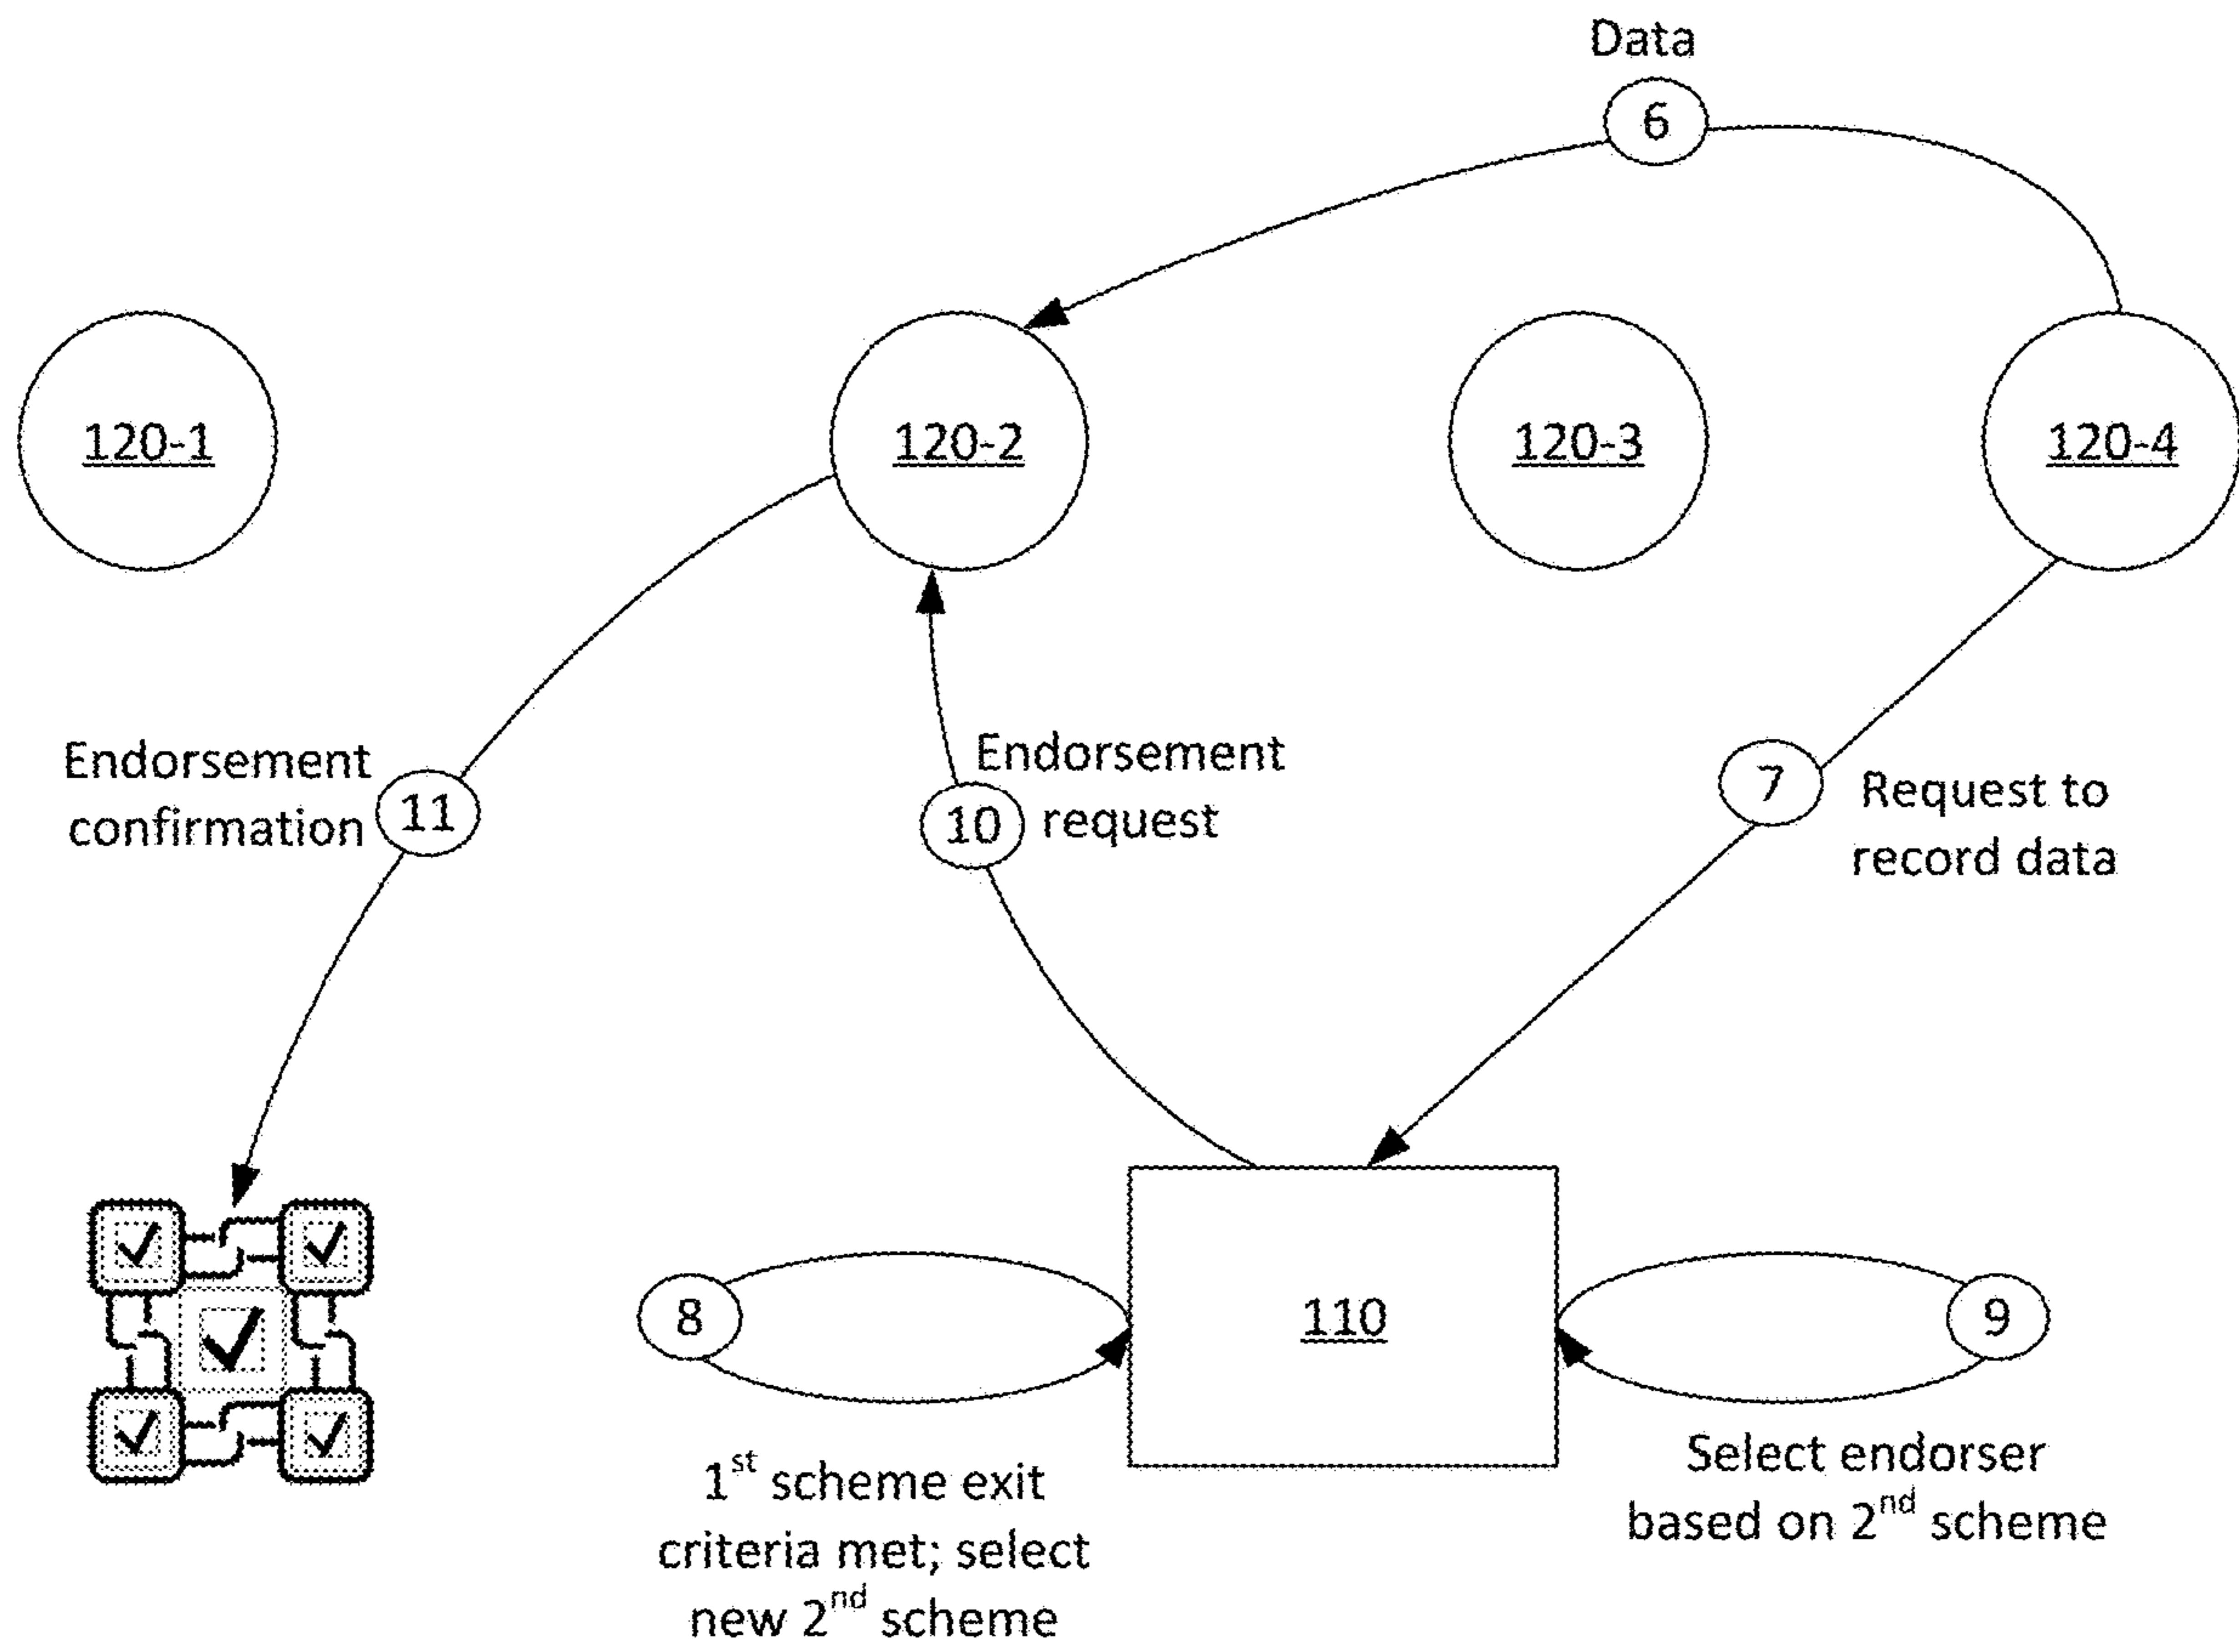 Data
6
120-1
120-2
120-3
120-4
Endorsement
confirmation
11
Endorsement
request
10
7
Request to
record data
8
110
9
1st scheme exit
criteria met; select
new 2nd scheme
Select endorser
based on 2nd scheme